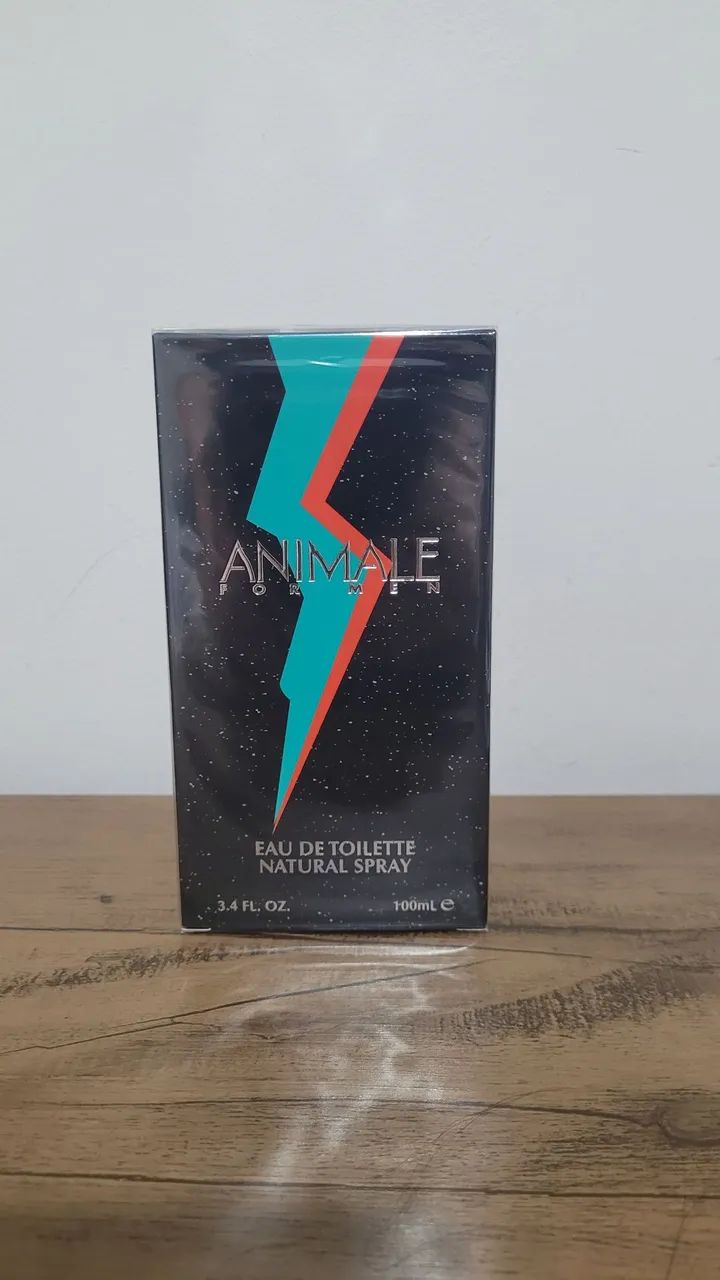 ANIMALE
FOR MEN
EAU DE TOILETTE
NATURAL SPRAY
3.4 FL. OZ. 100mL ℮